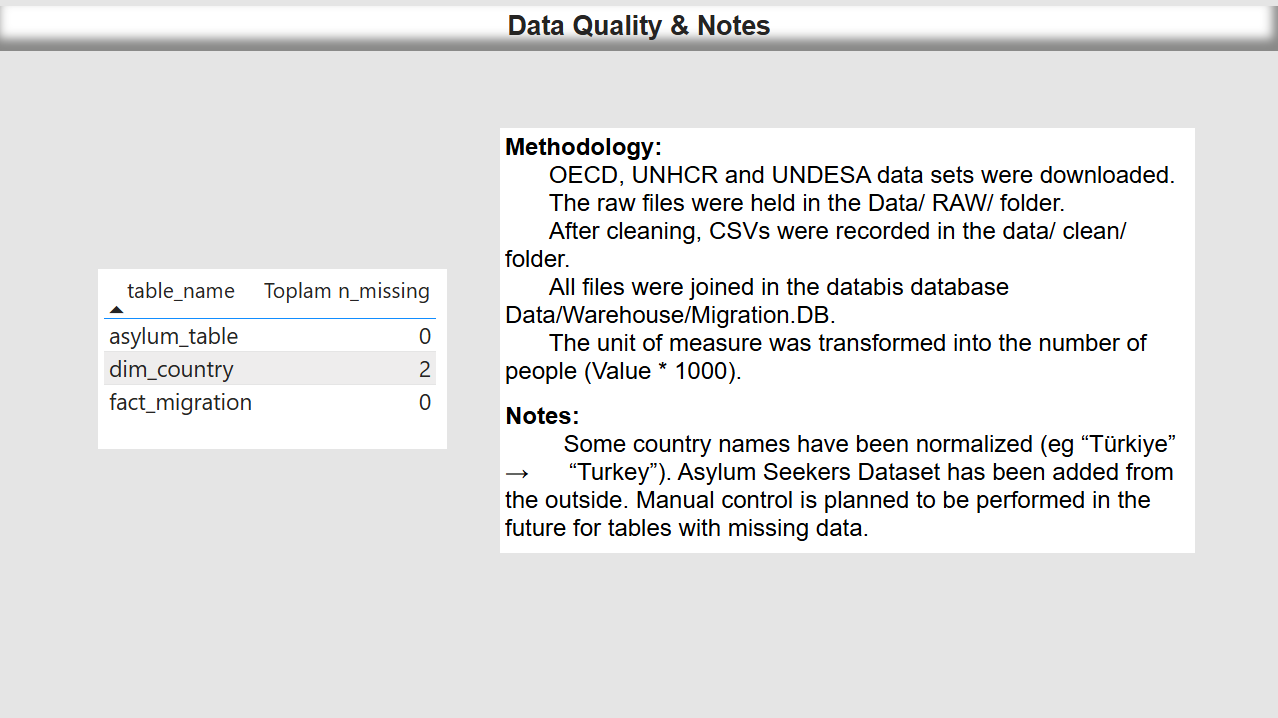 Data Quality & Notes
table_name Toplam n_missing
asylum_table 0
dim_country 2
fact_migration 0
Methodology:
OECD, UNHCR and UNDESA data sets were downloaded.
The raw files were held in the Data/ RAW/ folder.
After cleaning, CSVs were recorded in the data/ clean/
folder.
All files were joined in the databis database
Data/Warehouse/Migration.DB.
The unit of measure was transformed into the number of
people (Value * 1000).
Notes:
Some country names have been normalized (eg “Türkiye”
→ “Turkey”). Asylum Seekers Dataset has been added from
the outside. Manual control is planned to be performed in the
future for tables with missing data.